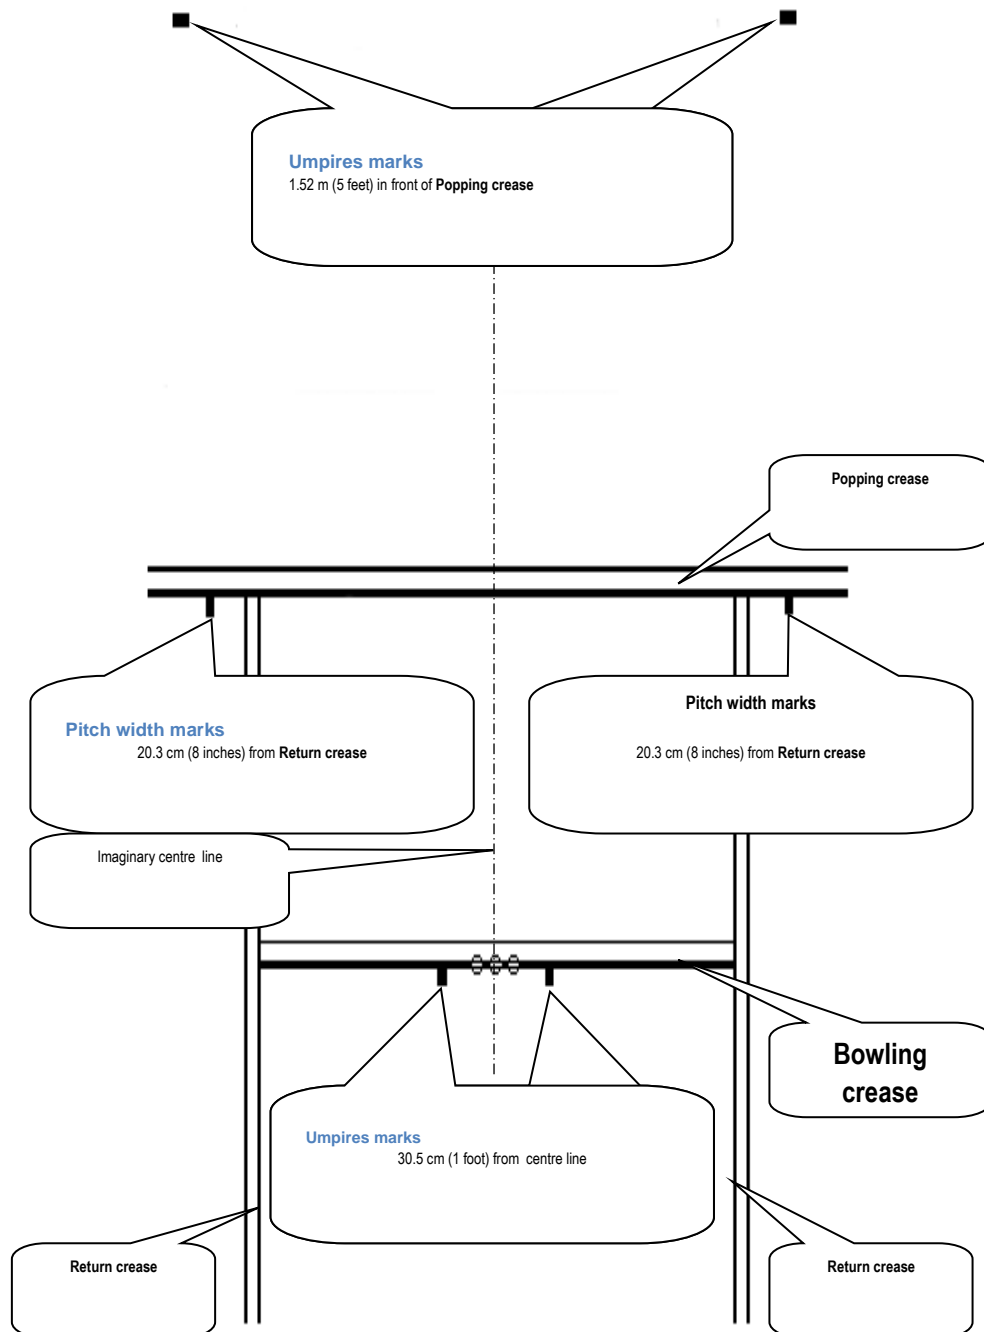 Umpires marks
1.52 m (5 feet) in front of Popping crease
Popping crease
Pitch width marks
20.3 cm (8 inches) from Return crease
Pitch width marks
20.3 cm (8 inches) from Return crease
Imaginary centre line
Bowling
crease
Umpires marks
30.5 cm (1 foot) from centre line
Return crease
Return crease